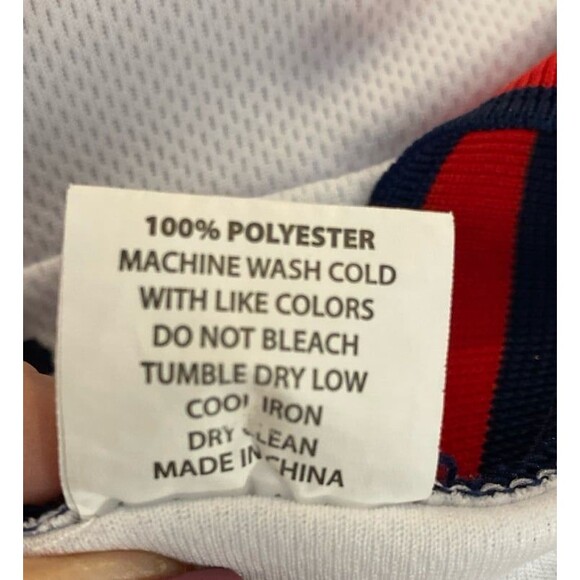 100% POLYESTER
MACHINE WASH COLD
WITH LIKE COLORS
DO NOT BLEACH
TUMBLE DRY LOW
COOL IRON
DRY CLEAN
MADE IN CHINA